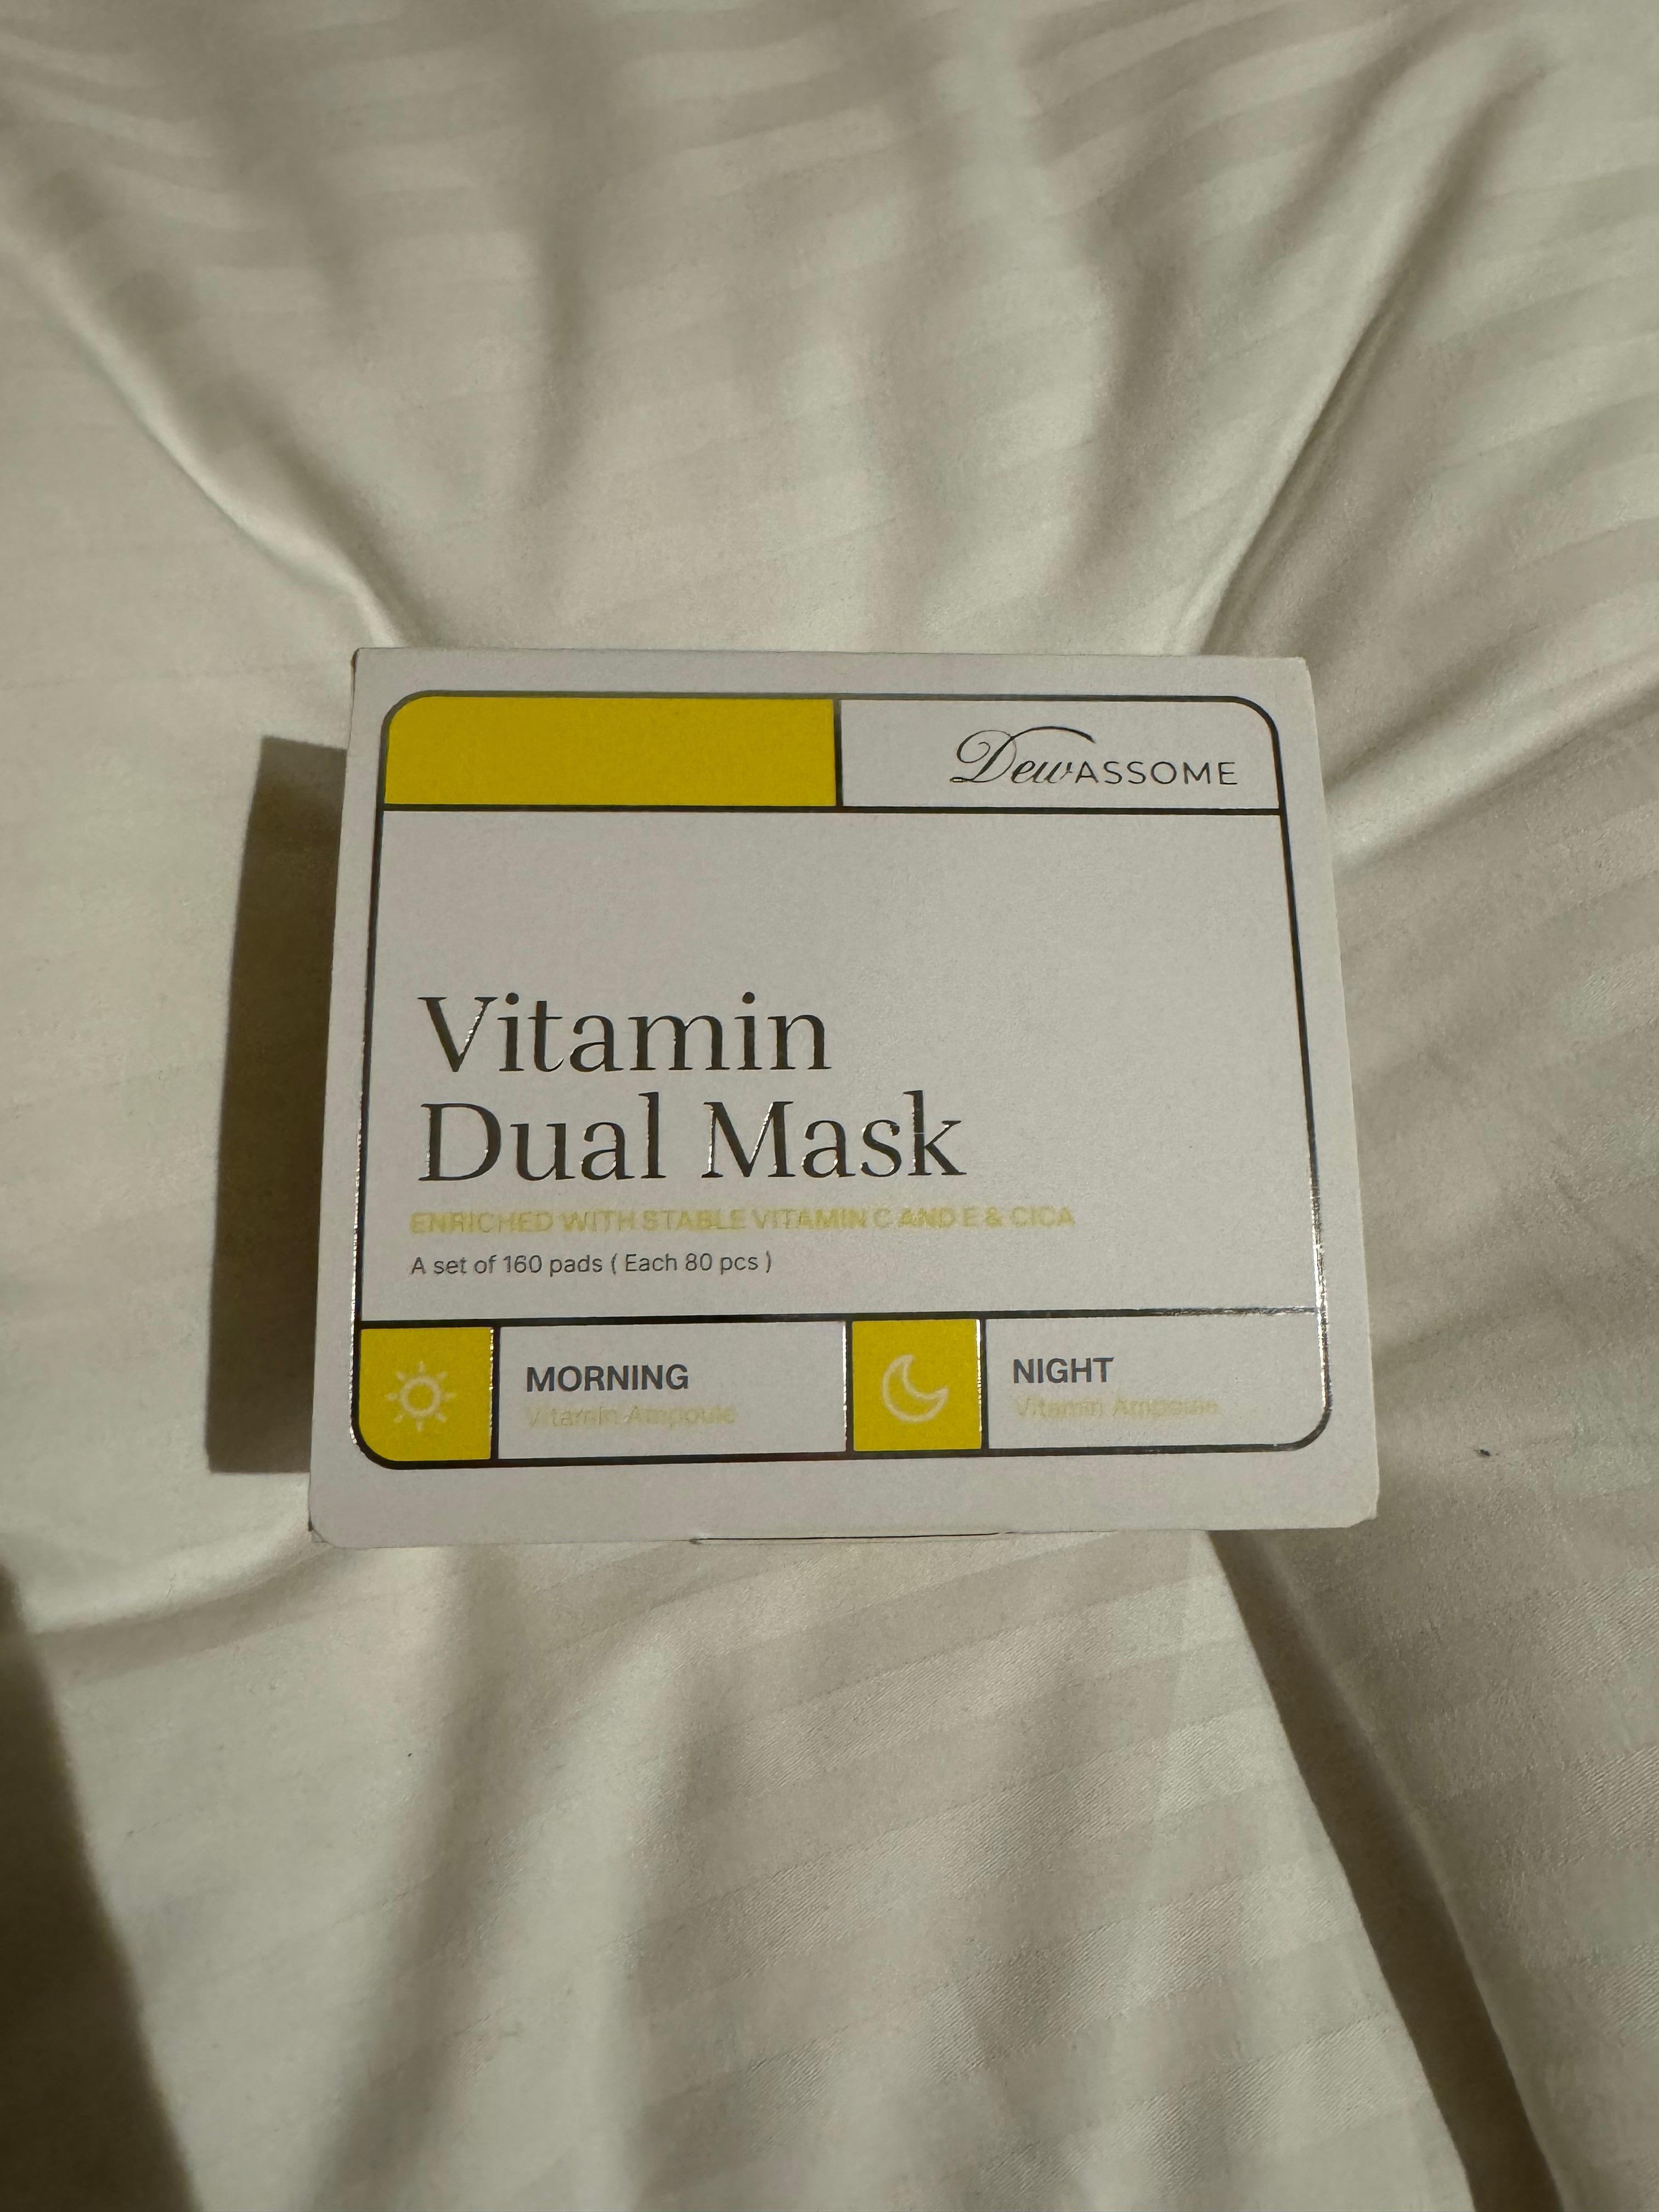 DewASSOME
Vitamin
Dual Mask
ENRICHED WITH STABLE VITAMIN C AND E & CICA
A set of 160 pads ( Each 80 pcs )
MORNING
Vitamin Ampoule
NIGHT
Vitamin Ampoule